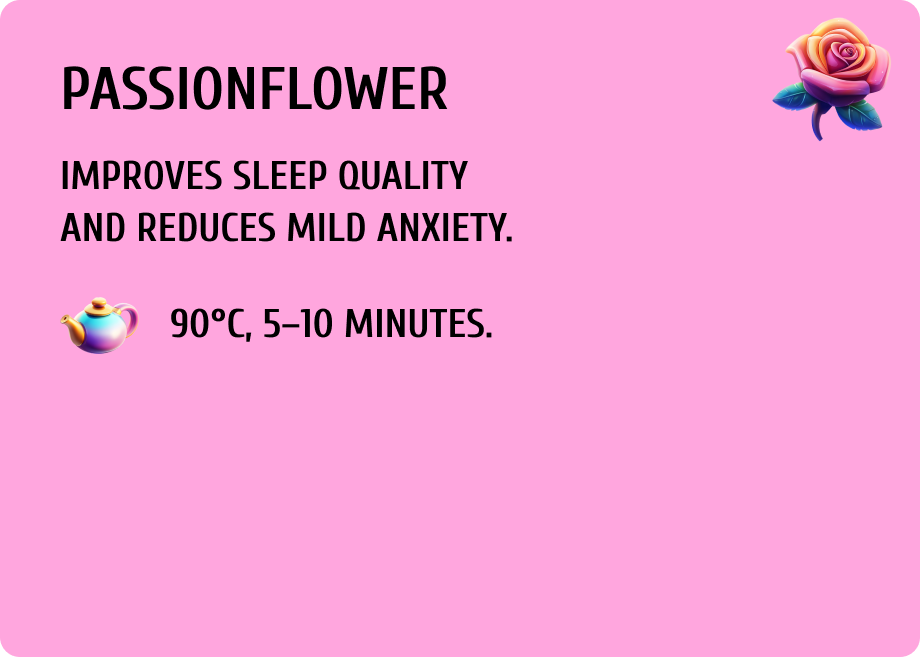 PASSIONFLOWER
IMPROVES SLEEP QUALITY
AND REDUCES MILD ANXIETY.
90°C, 5–10 MINUTES.